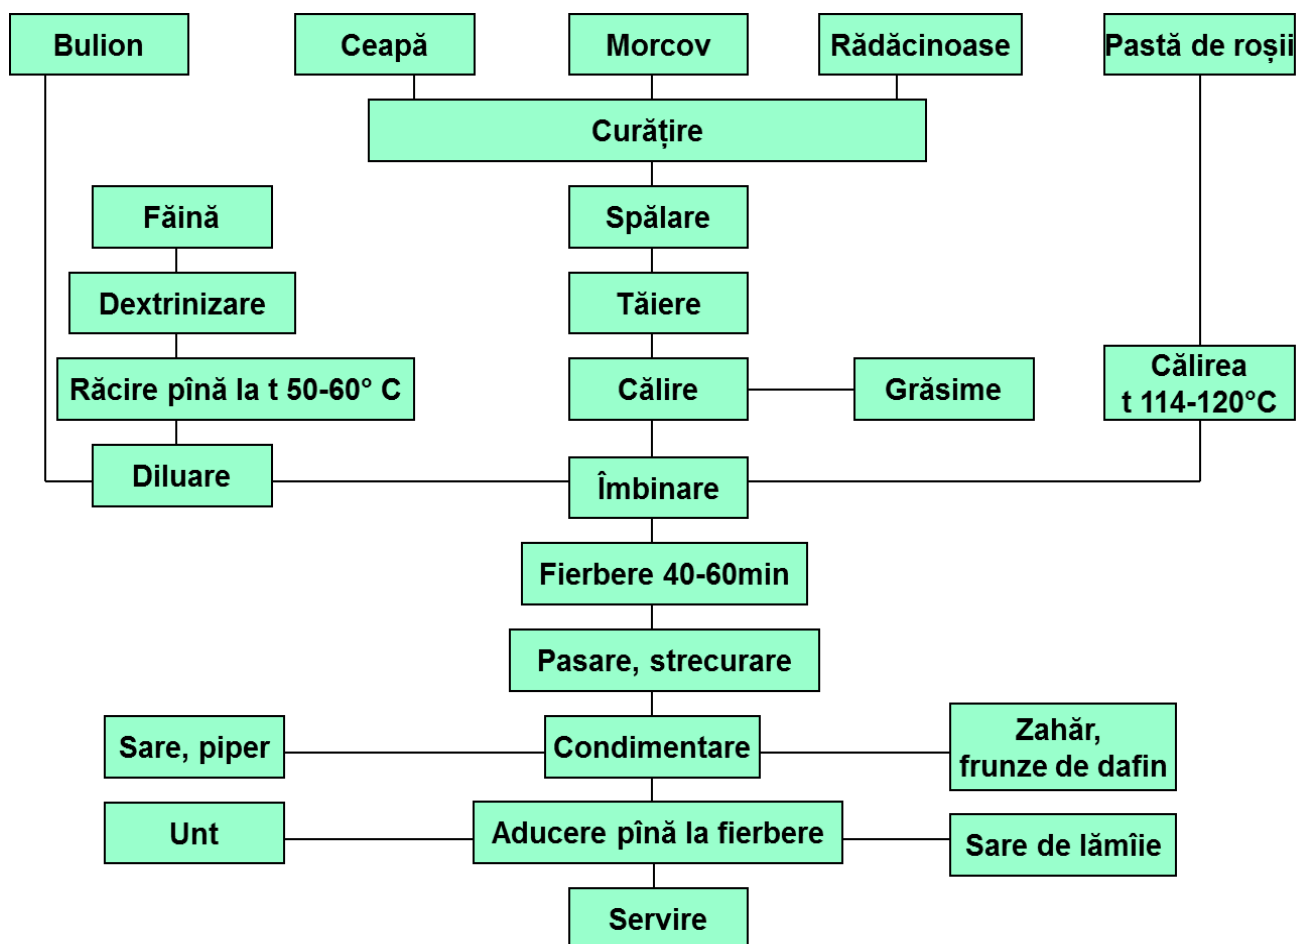 Bulion
Ceapă
Morcov
Rădăcinoase
Pastă de roșii
Curățire
Făină
Spălare
Dextrinizare
Tăiere
Răcire pînă la t 50-60° C
Călire
Grăsime
Călirea
t 114-120°C
Diluare
Îmbinare
Fierbere 40-60min
Pasare, strecurare
Sare, piper
Condimentare
Zahăr,
frunze de dafin
Unt
Aducere pînă la fierbere
Sare de lămîie
Servire